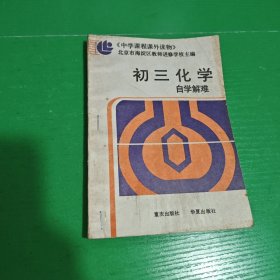 《中学课程课外读物》
北京市海淀区教师进修学校主编
初三化学
自学解难
重庆出版社 华夏出版社